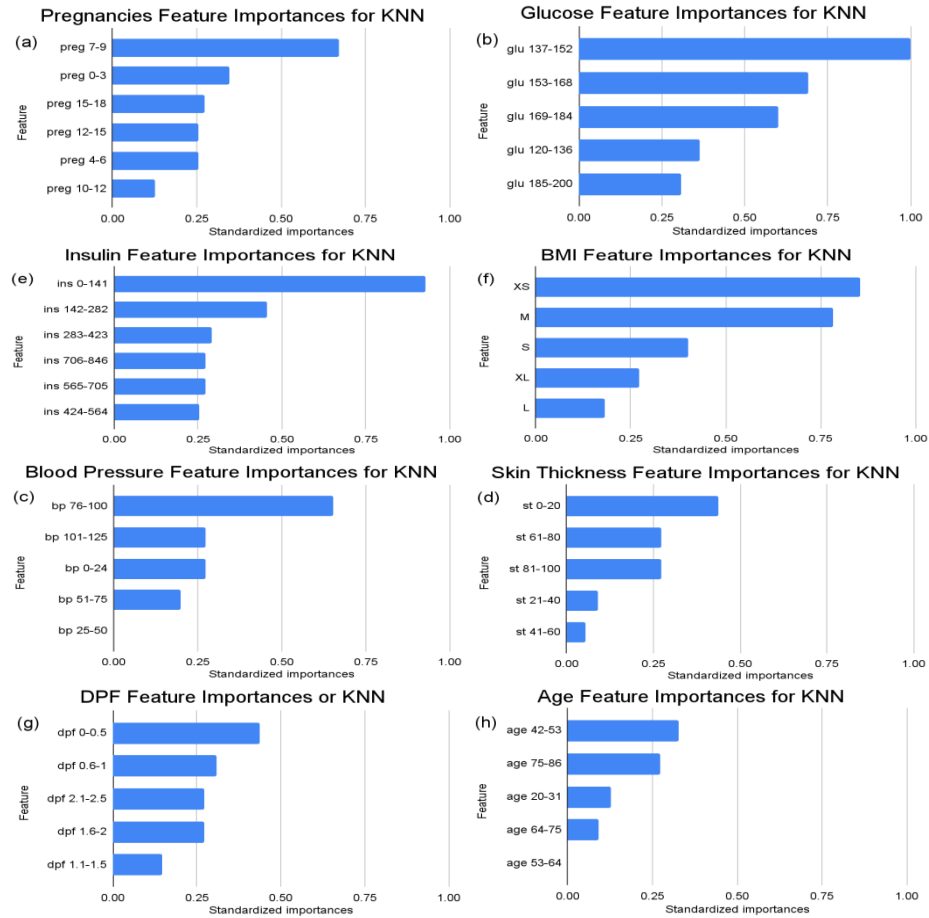 Pregnancies Feature Importances for KNN
(a)
Feature
preg 7-9
preg 0-3
preg 15-18
preg 12-15
preg 4-6
preg 10-12
0.00 0.25 0.50 0.75 1.00
Standardized importances
Glucose Feature Importances for KNN
(b)
Feature
glu 137-152
glu 153-168
glu 169-184
glu 120-136
glu 185-200
0.00 0.25 0.50 0.75 1.00
Standardized importances
Insulin Feature Importances for KNN
(e)
Feature
ins 0-141
ins 142-282
ins 283-423
ins 706-846
ins 565-705
ins 424-564
0.00 0.25 0.50 0.75 1.00
Standardized importances
BMI Feature Importances for KNN
(f)
Feature
XS
M
S
XL
L
0.00 0.25 0.50 0.75 1.00
Standardized importances
Blood Pressure Feature Importances for KNN
(c)
Feature
bp 76-100
bp 101-125
bp 0-24
bp 51-75
bp 25-50
0.00 0.25 0.50 0.75 1.00
Standardized importances
Skin Thickness Feature Importances for KNN
(d)
Feature
st 0-20
st 61-80
st 81-100
st 21-40
st 41-60
0.00 0.25 0.50 0.75 1.00
Standardized importances
DPF Feature Importances or KNN
(g)
Feature
dpf 0-0.5
dpf 0.6-1
dpf 2.1-2.5
dpf 1.6-2
dpf 1.1-1.5
0.00 0.25 0.50 0.75 1.00
Standardized importances
Age Feature Importances for KNN
(h)
Feature
age 42-53
age 75-86
age 20-31
age 64-75
age 53-64
0.00 0.25 0.50 0.75 1.00
Standardized importances